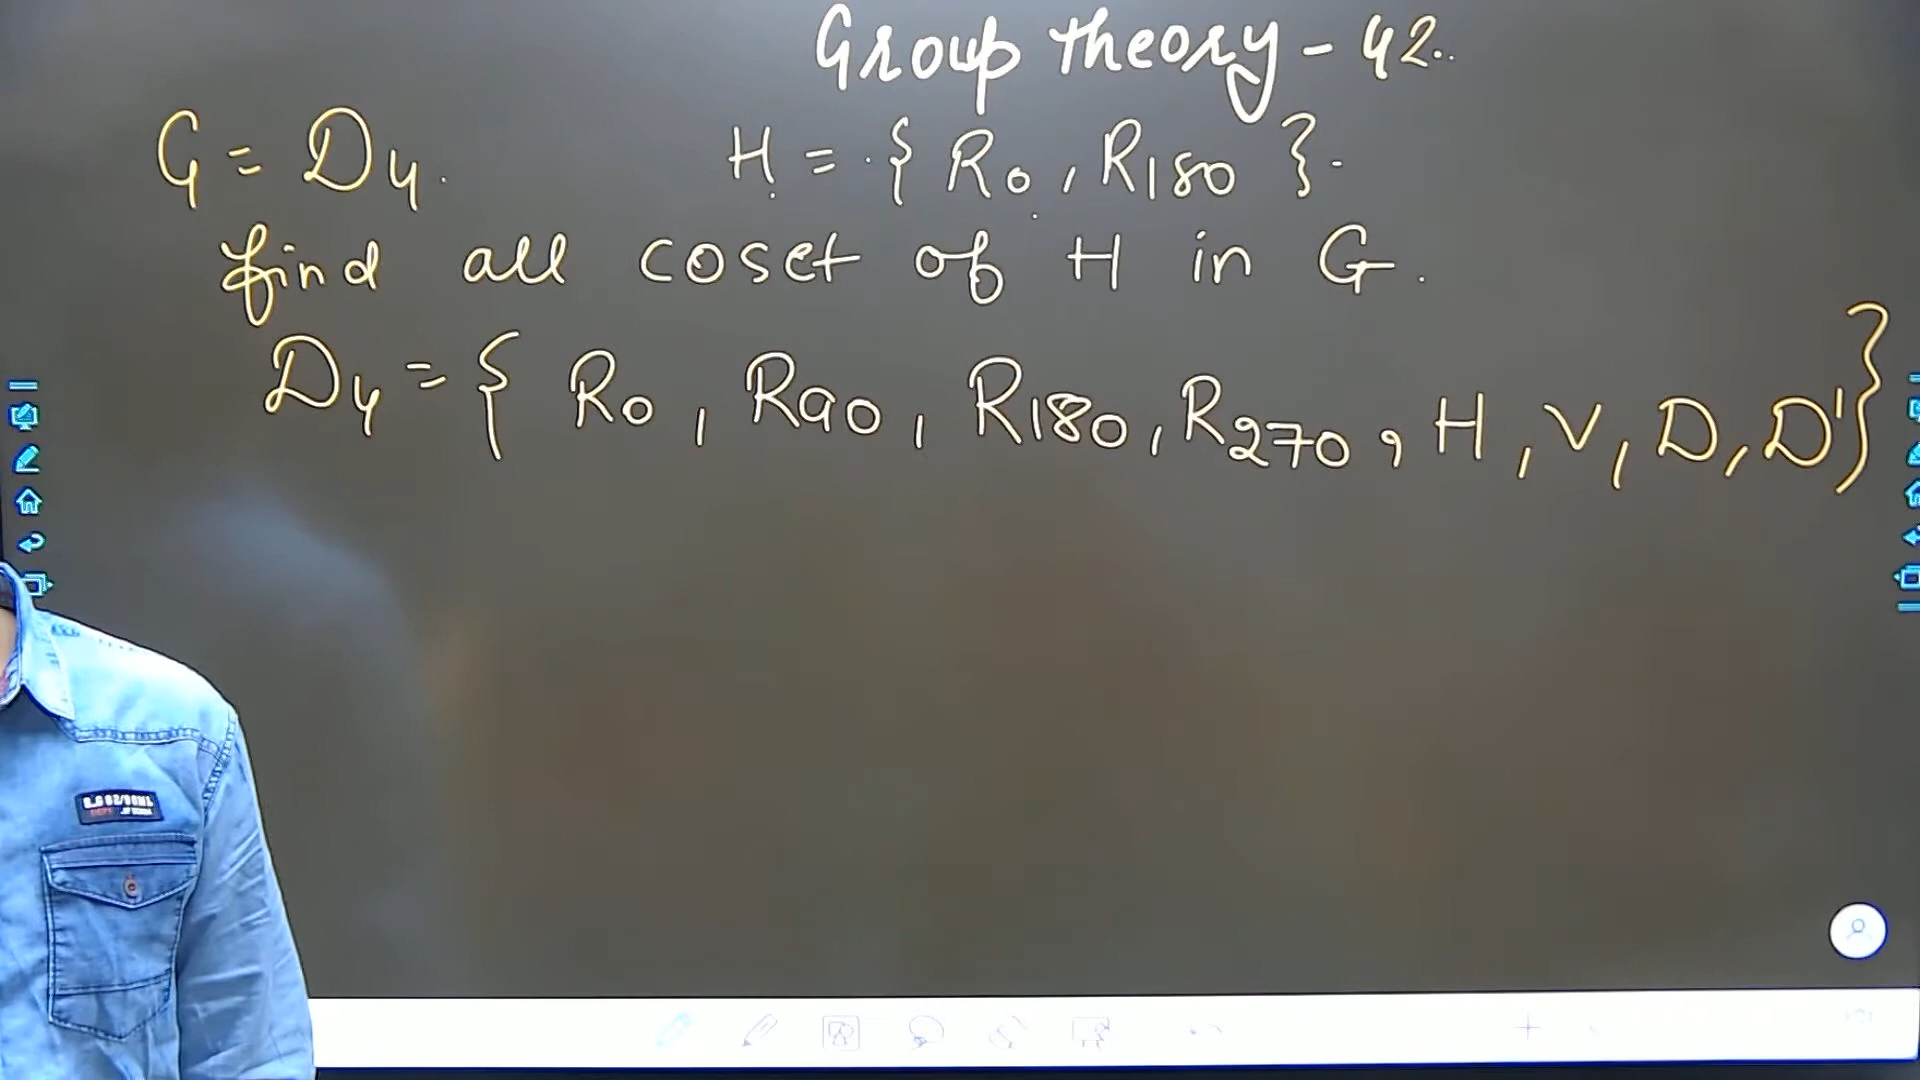 Group theory - 42.
G = D4. H = { R0, R180 }.
find all coset of H in G.
D4 = { R0, R90, R180, R270, H, V, D, D' }